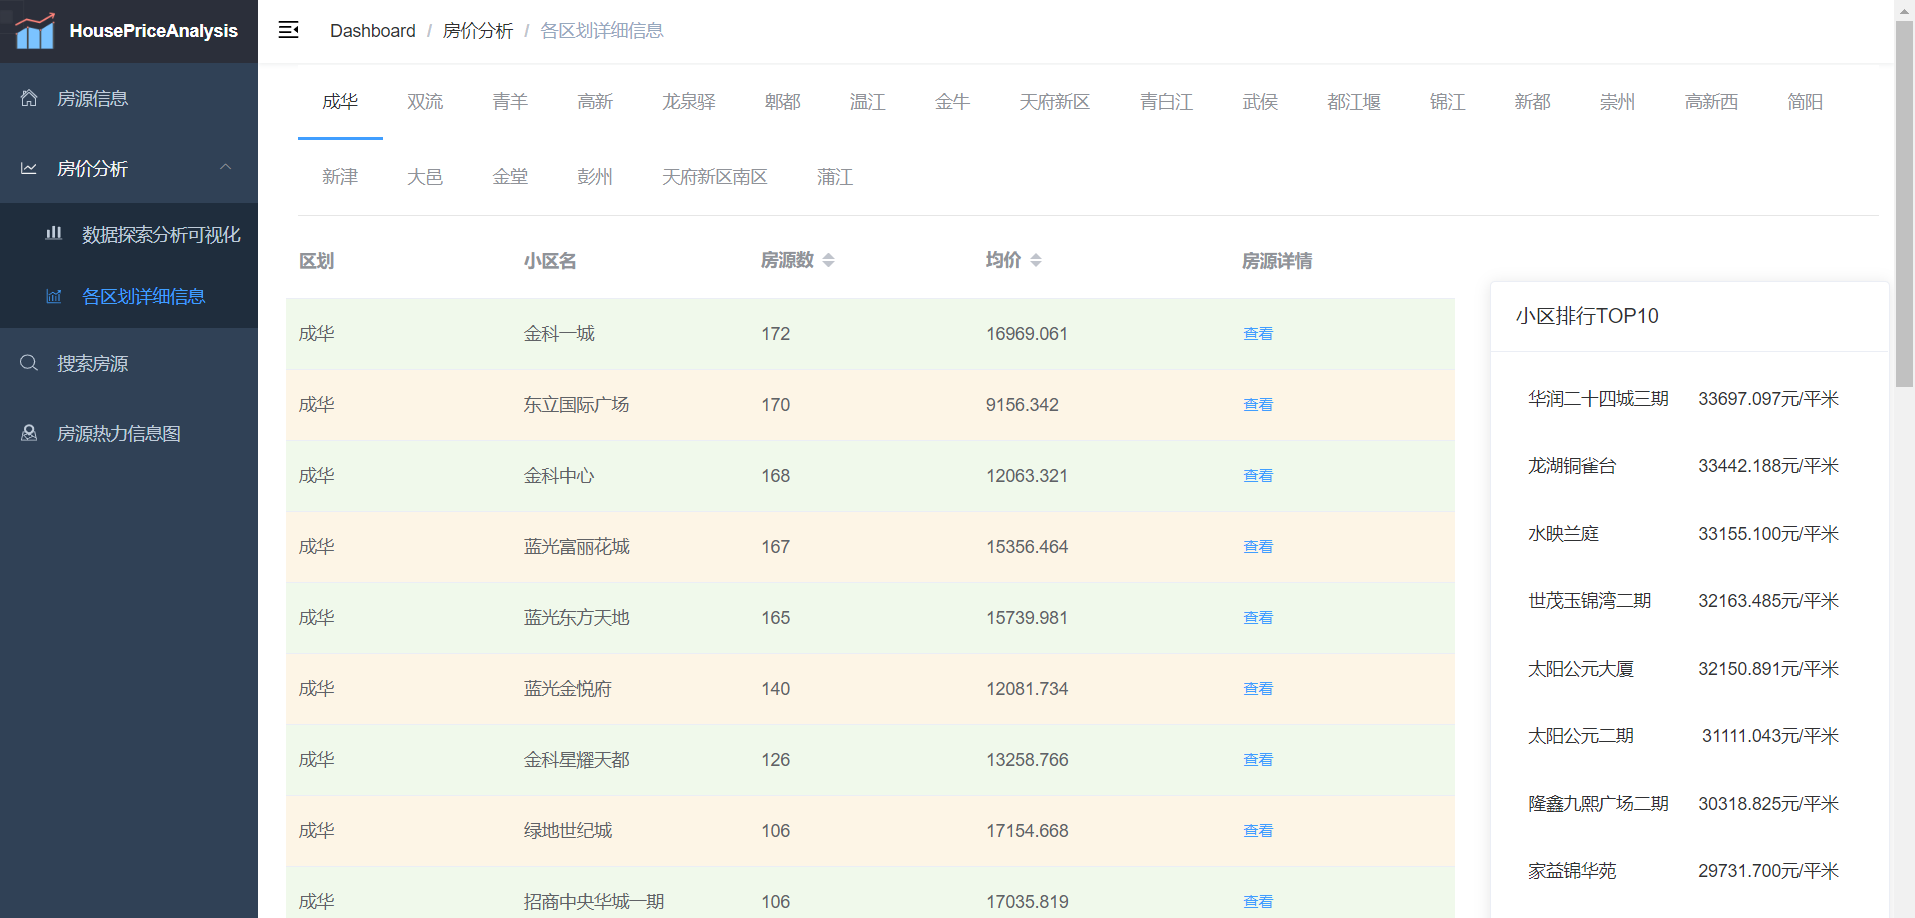 HousePriceAnalysis
Dashboard / 房价分析 / 各区划详细信息
房源信息
房价分析
数据探索分析可视化
各区划详细信息
搜索房源
房源热力信息图
成华 双流 青羊 高新 龙泉驿 郫都 温江 金牛 天府新区 青白江 武侯 都江堰 锦江 新都 崇州 高新西 简阳
新津 大邑 金堂 彭州 天府新区南区 蒲江
区划 小区名 房源数 均价 房源详情
成华 金科一城 172 16969.061 查看
成华 东立国际广场 170 9156.342 查看
成华 金科中心 168 12063.321 查看
成华 蓝光富丽花城 167 15356.464 查看
成华 蓝光东方天地 165 15739.981 查看
成华 蓝光金悦府 140 12081.734 查看
成华 金科星耀天都 126 13258.766 查看
成华 绿地世纪城 106 17154.668 查看
成华 招商中央华城一期 106 17035.819 查看
小区排行TOP10
华润二十四城三期 33697.097元/平米
龙湖铜雀台 33442.188元/平米
水映兰庭 33155.100元/平米
世茂玉锦湾二期 32163.485元/平米
太阳公元大厦 32150.891元/平米
太阳公元二期 31111.043元/平米
隆鑫九熙广场二期 30318.825元/平米
家益锦华苑 29731.700元/平米